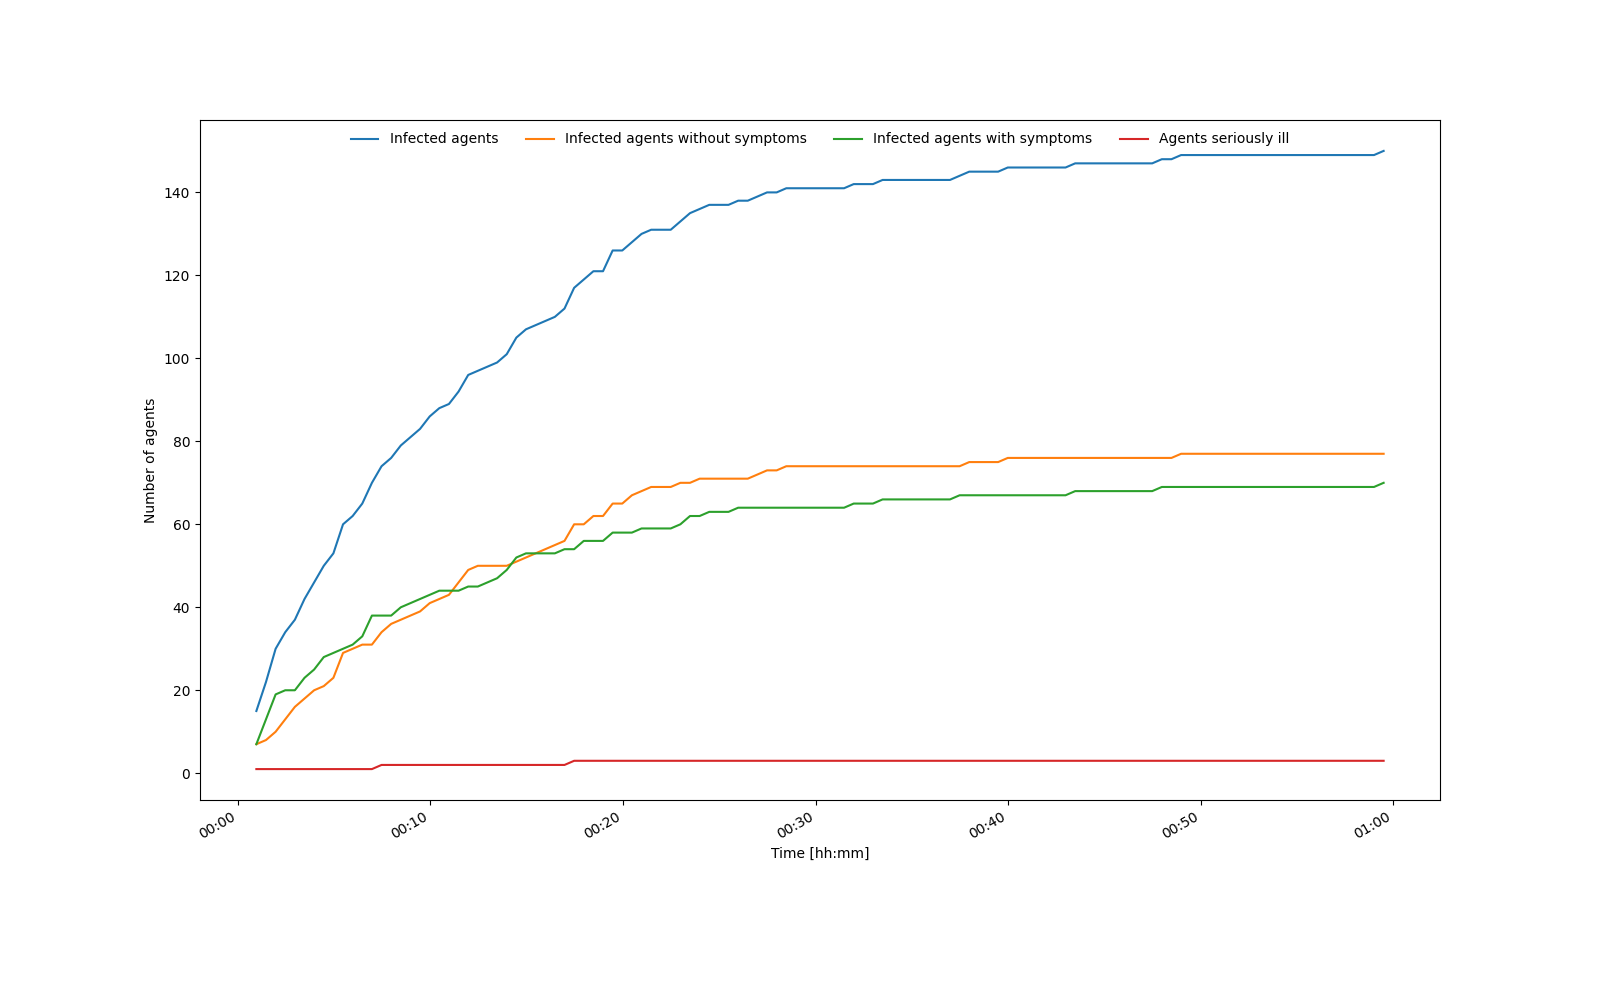 Infected agents Infected agents without symptoms Infected agents with symptoms Agents seriously ill
140
120
100
80
60
40
20
0
Number of agents
00:00 00:10 00:20 00:30 00:40 00:50 01:00
Time [hh:mm]